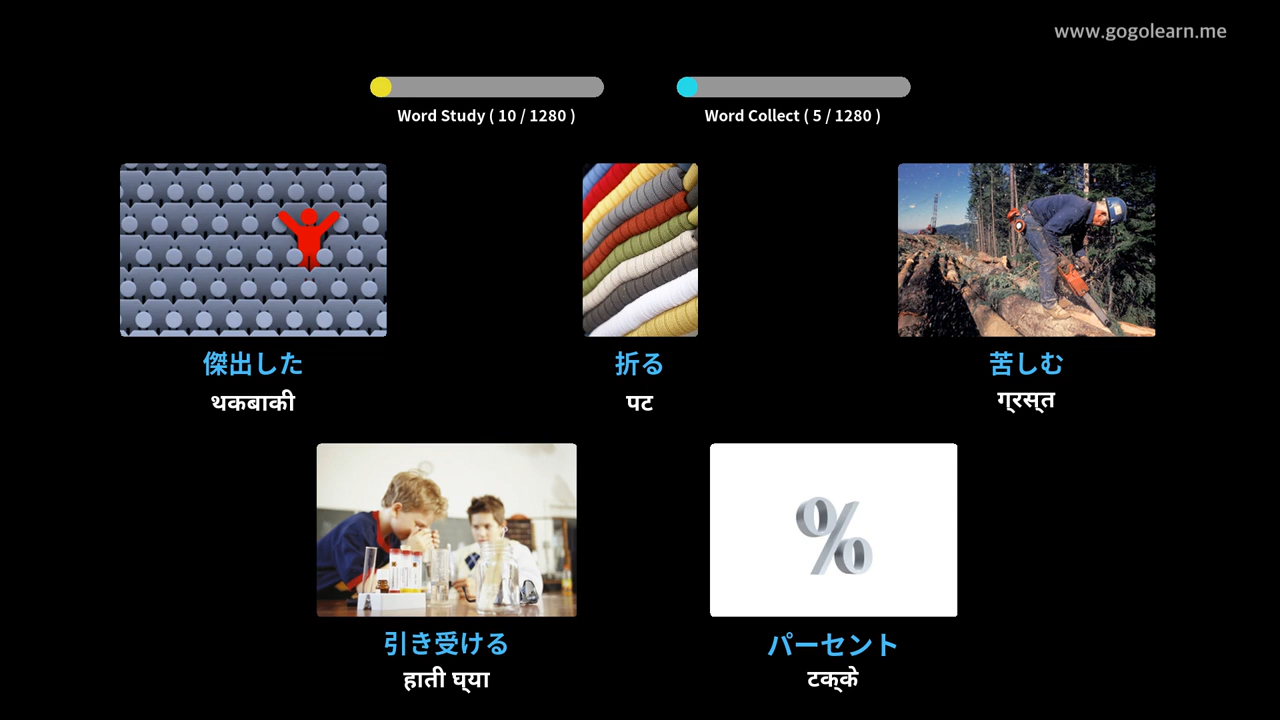 www.gogolearn.me
Word Study ( 10 / 1280 )
Word Collect ( 5 / 1280 )
傑出した
折る
苦しむ
थकबाकी
पट
ग्रस्त
引き受ける
パーセント
हाती घ्या
टक्के